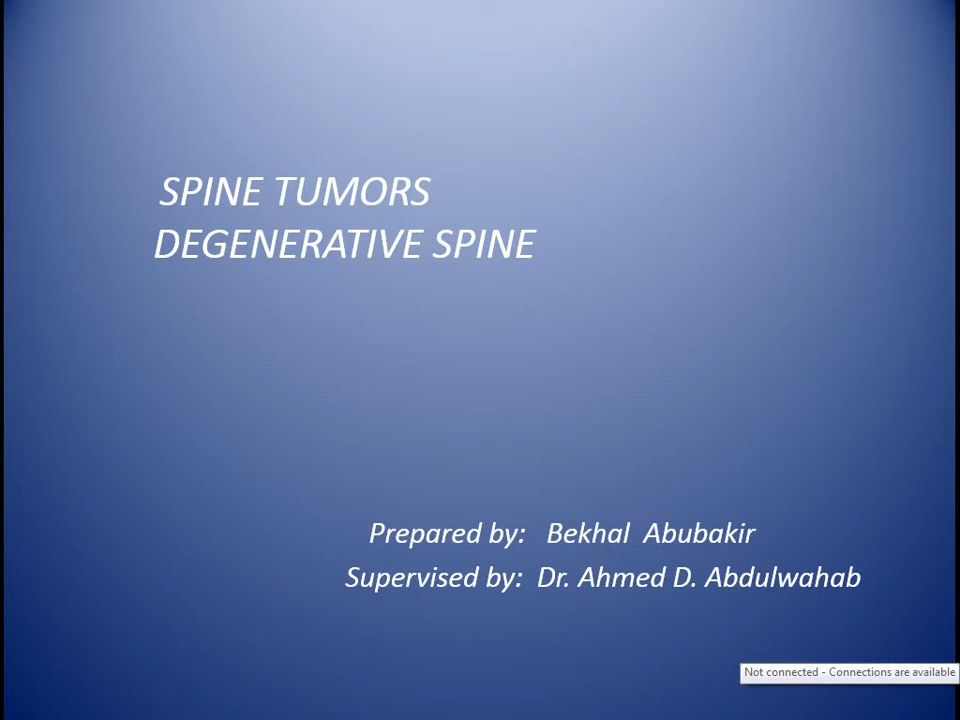 SPINE TUMORS
DEGENERATIVE SPINE
Prepared by: Bekhal Abubakir
Supervised by: Dr. Ahmed D. Abdulwahab
Not connected - Connections are available